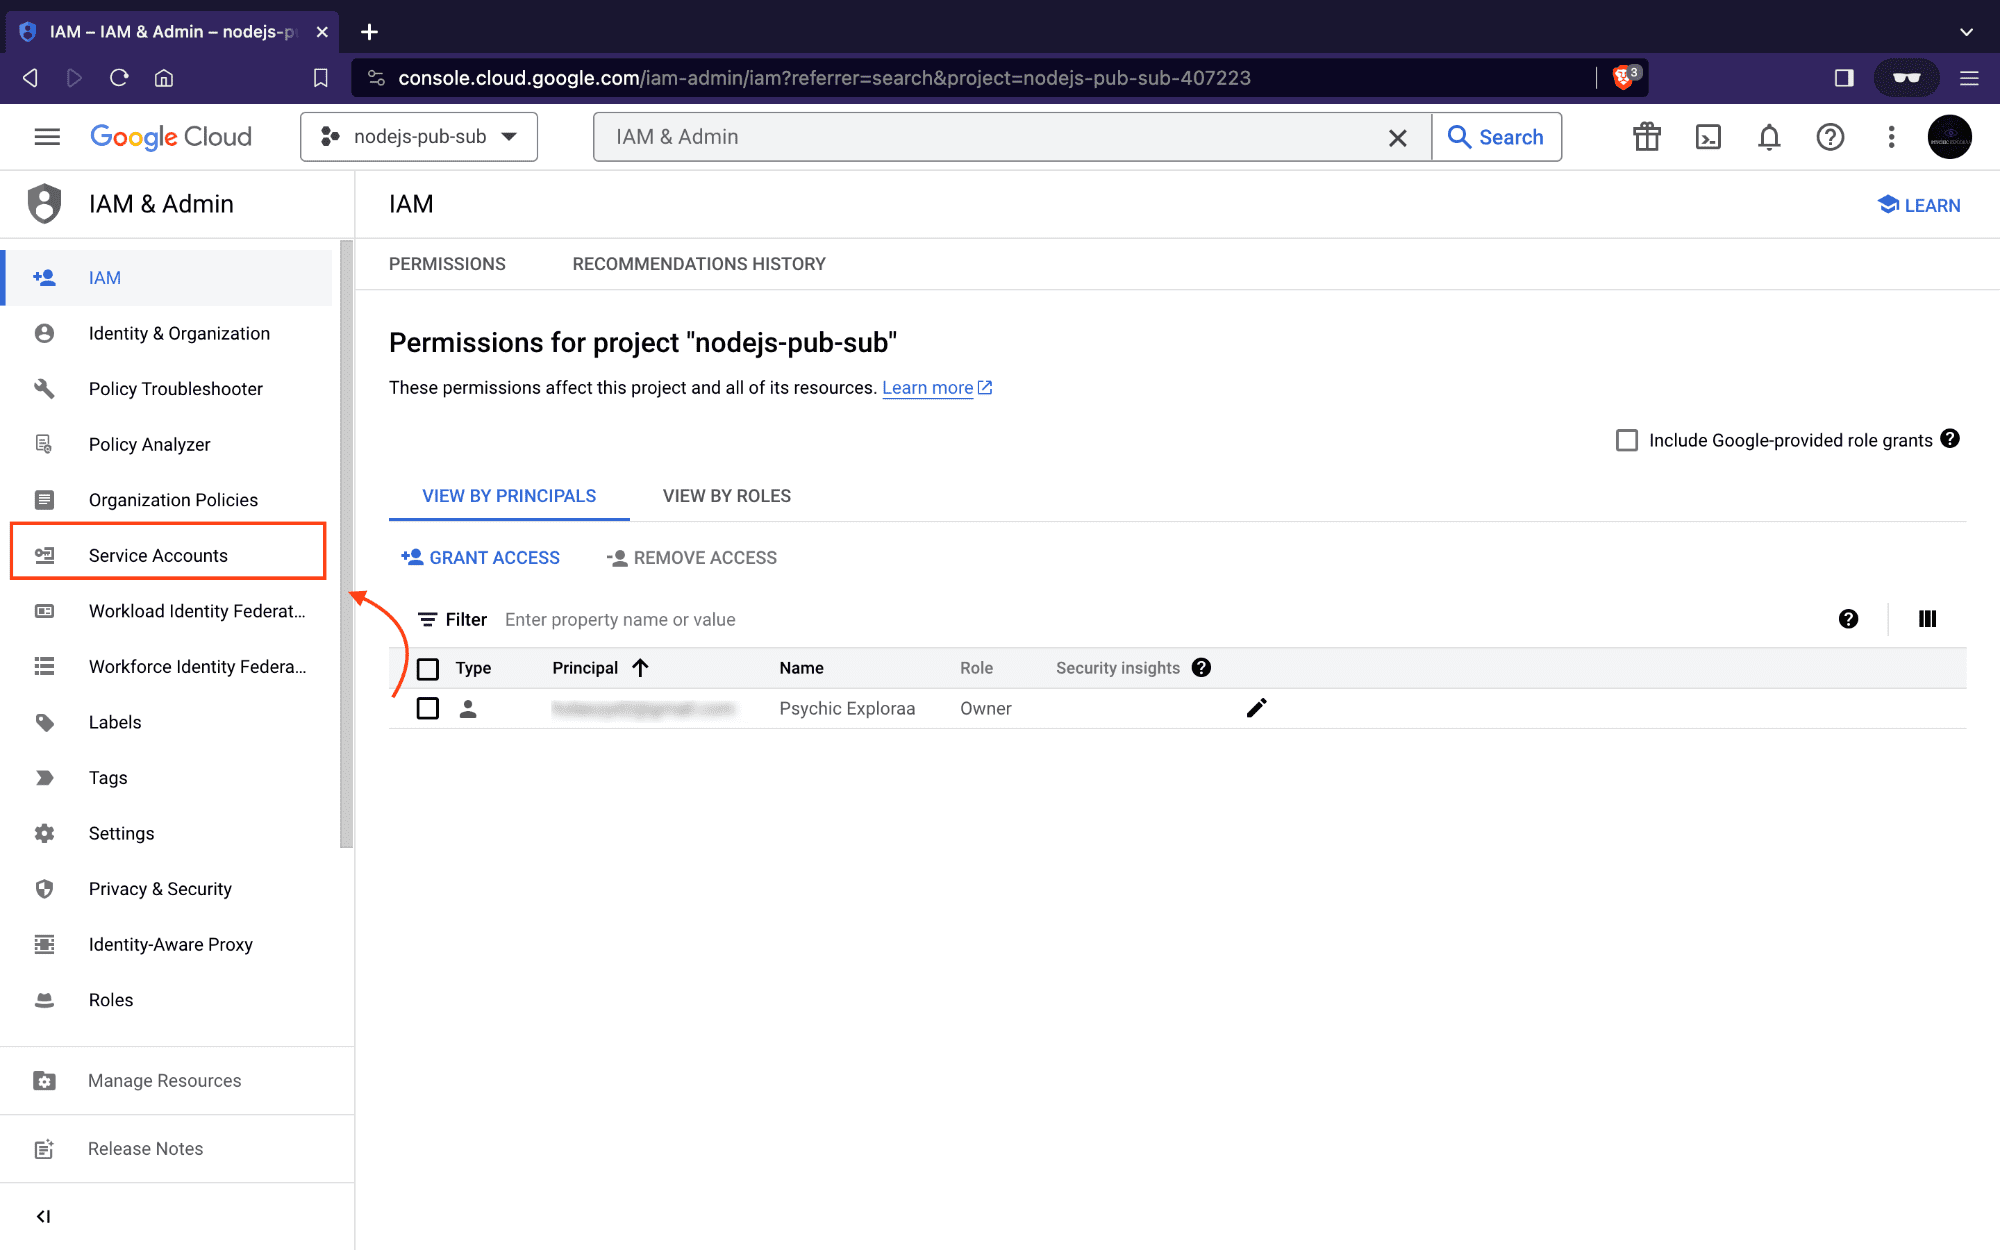 IAM – IAM & Admin – nodejs-p
console.cloud.google.com/iam-admin/iam?referrer=search&project=nodejs-pub-sub-407223
3
Google Cloud
nodejs-pub-sub
IAM & Admin
Search
IAM & Admin
IAM
LEARN
IAM
Identity & Organization
Policy Troubleshooter
Policy Analyzer
Organization Policies
Service Accounts
Workload Identity Federat...
Workforce Identity Federa...
Labels
Tags
Settings
Privacy & Security
Identity-Aware Proxy
Roles
Manage Resources
Release Notes
PERMISSIONS
RECOMMENDATIONS HISTORY
Permissions for project "nodejs-pub-sub"
These permissions affect this project and all of its resources. Learn more
Include Google-provided role grants
VIEW BY PRINCIPALS
VIEW BY ROLES
GRANT ACCESS
REMOVE ACCESS
Filter Enter property name or value
Type Principal Name Role Security insights
Psychic Exploraa Owner